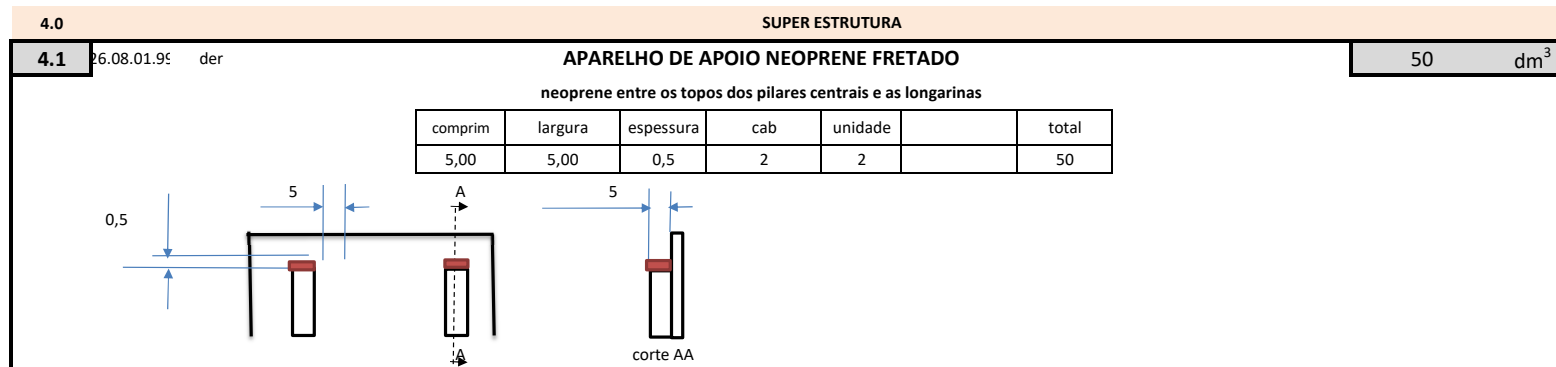 4.0 SUPER ESTRUTURA
4.1 26.08.01.99 der APARELHO DE APOIO NEOPRENE FRETADO 50 dm³
neoprene entre os topos dos pilares centrais e as longarinas
comprim largura espessura cab unidade total
5,00 5,00 0,5 2 2 50
5 A 5
0,5
A corte AA